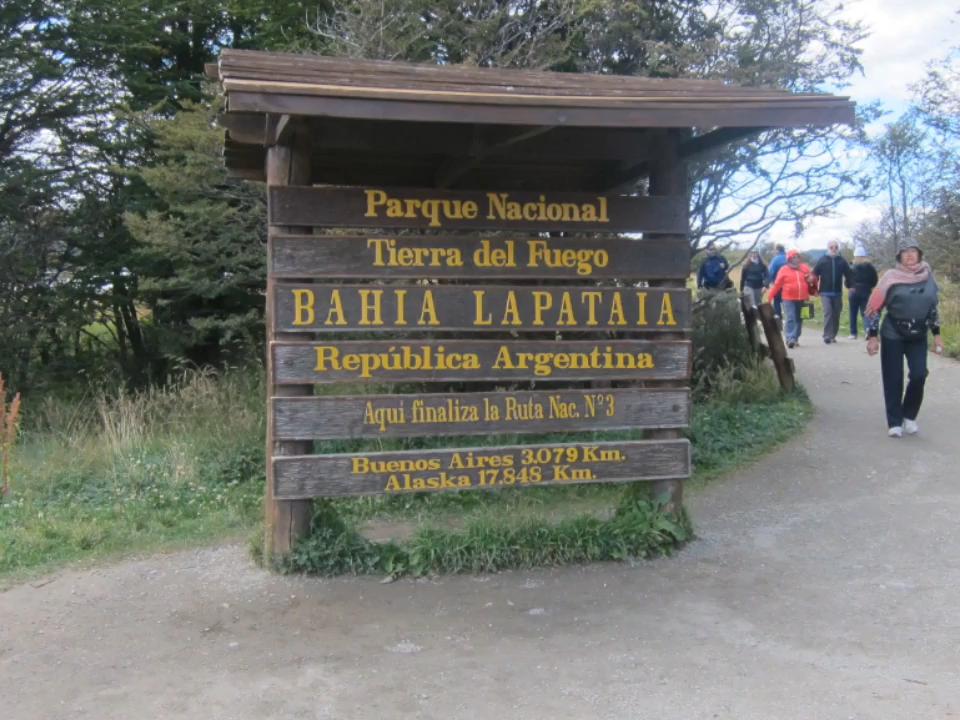 Parque Nacional
Tierra del Fuego
BAHIA LAPATAIA
República Argentina
Aqui finaliza la Ruta Nac. Nº3
Buenos Aires 3.079 Km.
Alaska 17.848 Km.